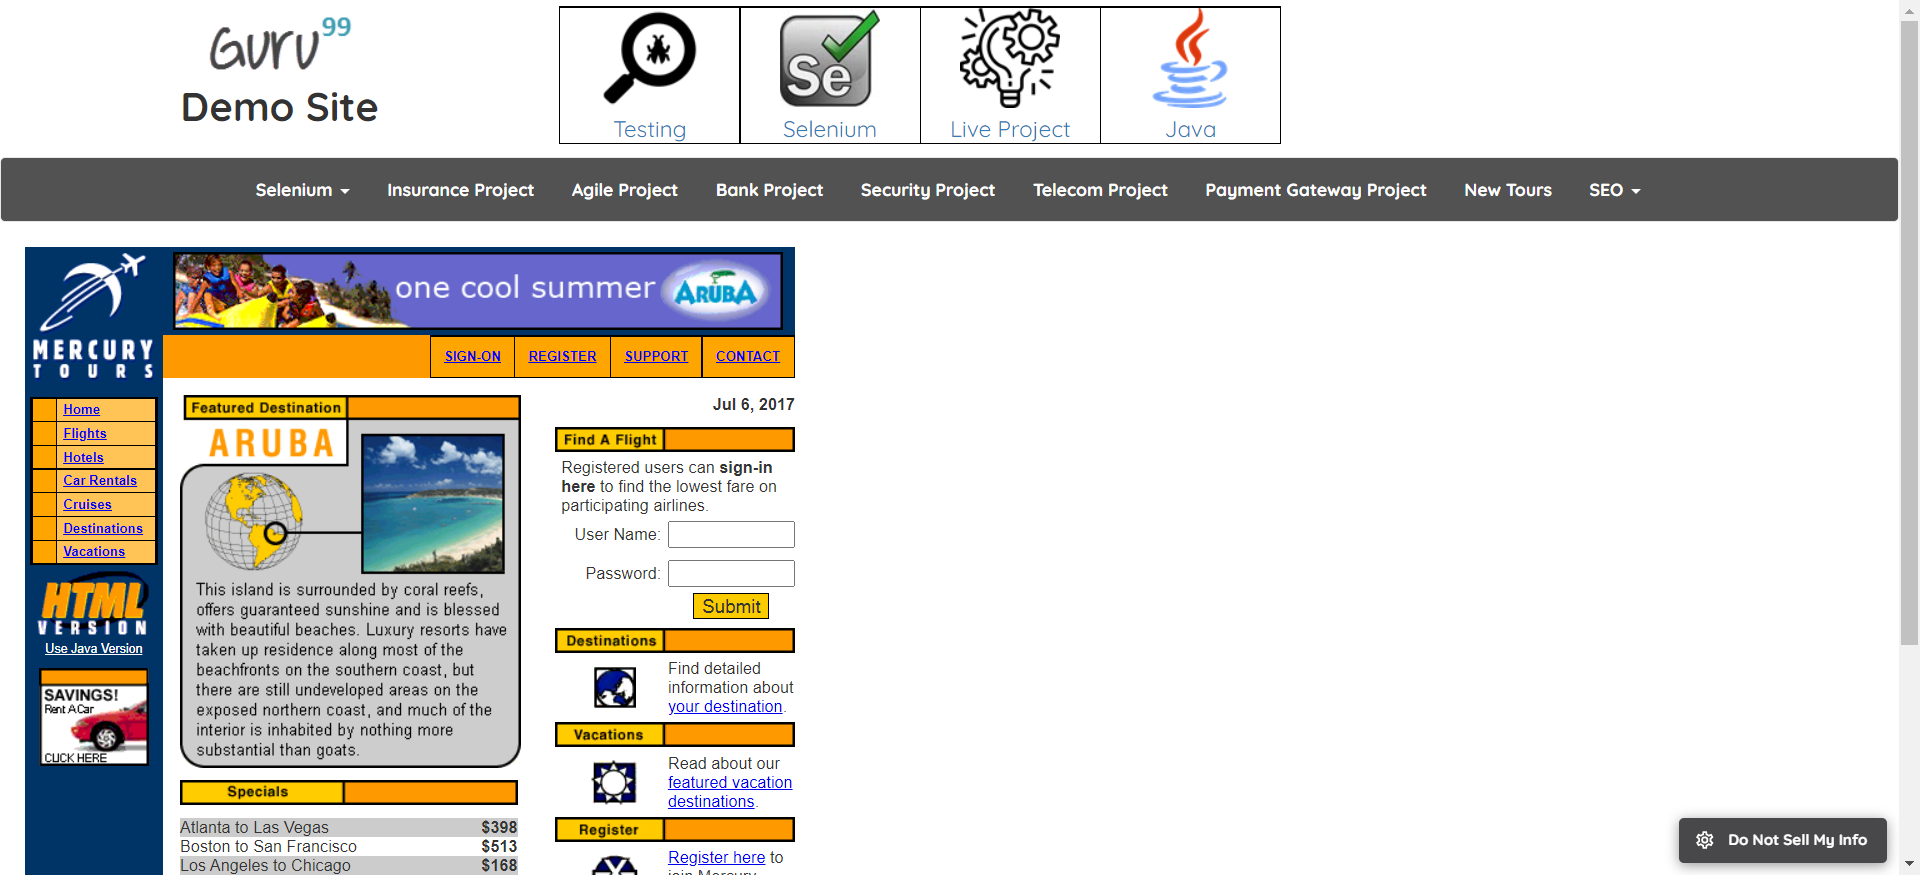 Guru99
Demo Site
Testing
Selenium
Live Project
Java
Selenium
Insurance Project
Agile Project
Bank Project
Security Project
Telecom Project
Payment Gateway Project
New Tours
SEO
one cool summer
ARUBA
MERCURY
TOURS
SIGN-ON
REGISTER
SUPPORT
CONTACT
Home
Flights
Hotels
Car Rentals
Cruises
Destinations
Vacations
HTML
VERSION
Use Java Version
SAVINGS!
Rent A Car
CLICK HERE
Featured Destination
ARUBA
This island is surrounded by coral reefs,
offers guaranteed sunshine and is blessed
with beautiful beaches. Luxury resorts have
taken up residence along most of the
beachfronts on the southern coast, but
there are still undeveloped areas on the
exposed northern coast, and much of the
interior is inhabited by nothing more
substantial than goats.
Specials
Atlanta to Las Vegas $398
Boston to San Francisco $513
Los Angeles to Chicago $168
Jul 6, 2017
Find A Flight
Registered users can sign-in
here to find the lowest fare on
participating airlines.
User Name:
Password:
Submit
Destinations
Find detailed
information about
your destination.
Vacations
Read about our
featured vacation
destinations.
Register
Register here to
join Mercury
Do Not Sell My Info